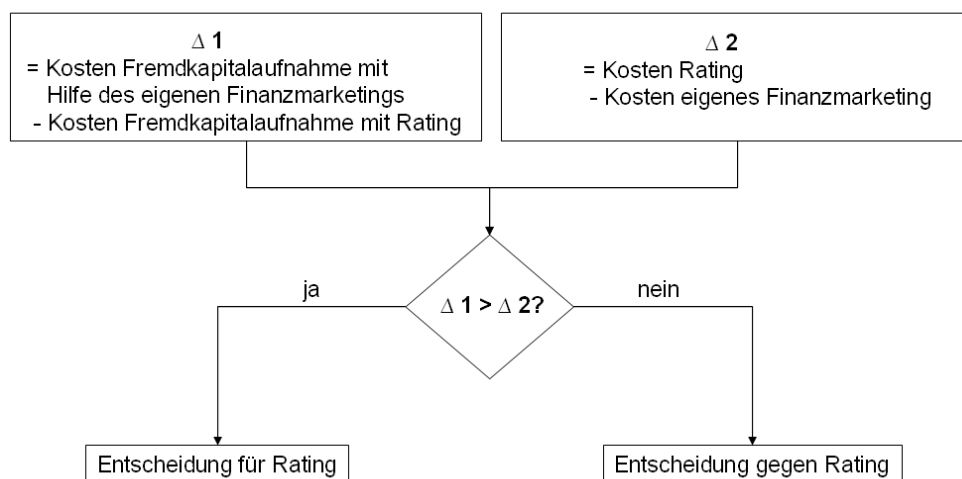 Δ 1
= Kosten Fremdkapitalaufnahme mit
Hilfe des eigenen Finanzmarketings
- Kosten Fremdkapitalaufnahme mit Rating
Δ 2
= Kosten Rating
- Kosten eigenes Finanzmarketing
ja
Δ 1 > Δ 2?
nein
Entscheidung für Rating
Entscheidung gegen Rating